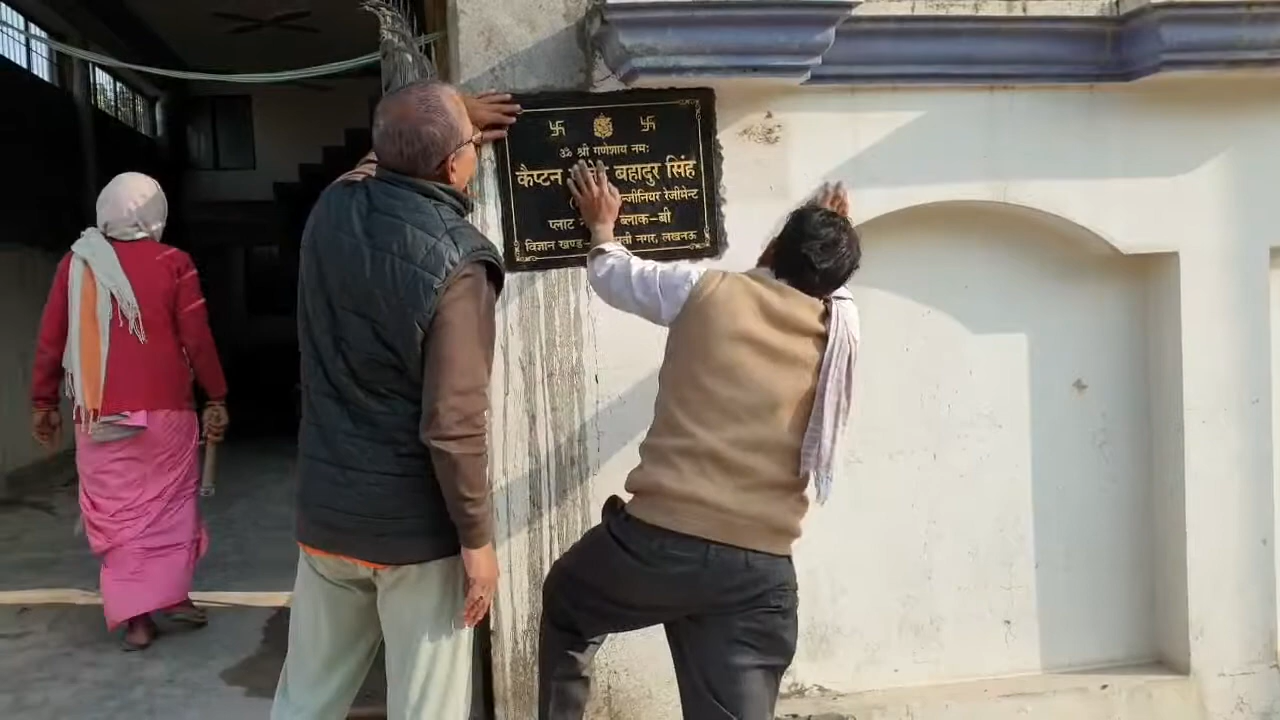 卐 卐
ॐ श्री गणेशाय नमः
कैप्टन बहादुर सिंह
न्जीनियर रेजीमेन्ट
प्लाट ब्लाक-बी
विज्ञान खण्ड- नगर, लखनऊ